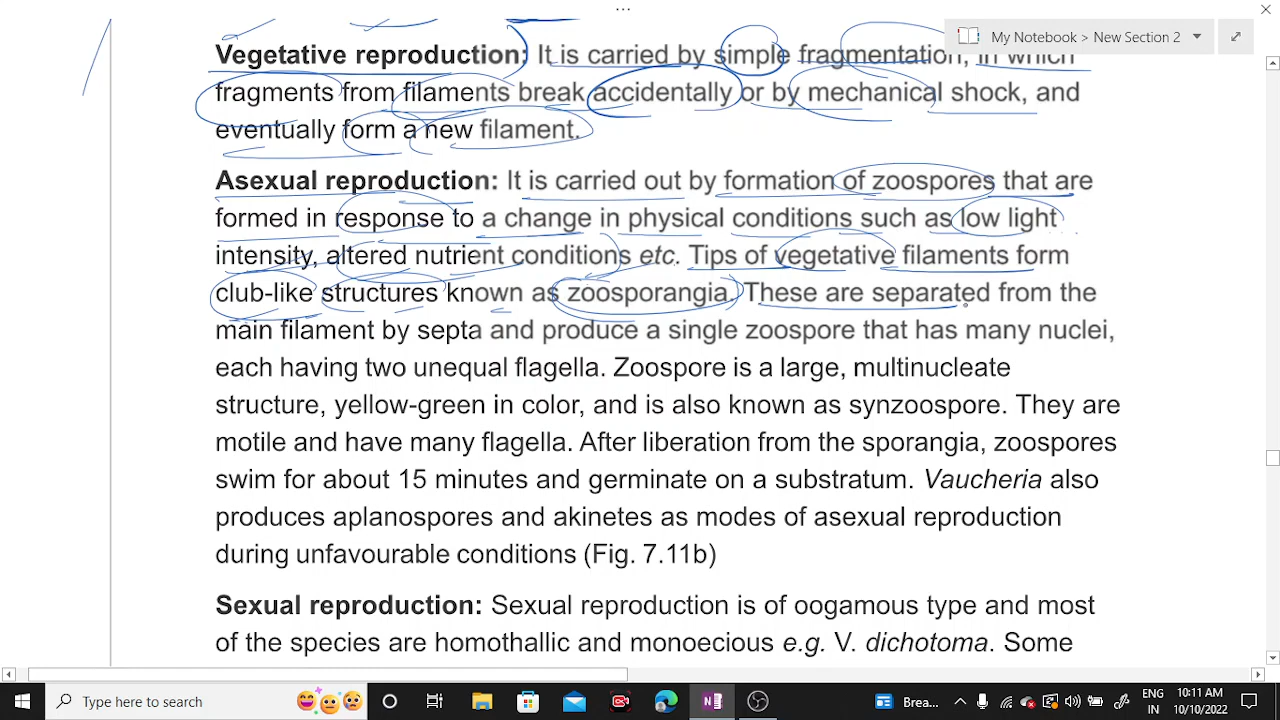 ...
My Notebook > New Section 2
Vegetative reproduction: It is carried by simple fragmentation, in which
fragments from filaments break accidentally or by mechanical shock, and
eventually form a new filament.
Asexual reproduction: It is carried out by formation of zoospores that are
formed in response to a change in physical conditions such as low light
intensity, altered nutrient conditions etc. Tips of vegetative filaments form
club-like structures known as zoosporangia. These are separated from the
main filament by septa and produce a single zoospore that has many nuclei,
each having two unequal flagella. Zoospore is a large, multinucleate
structure, yellow-green in color, and is also known as synzoospore. They are
motile and have many flagella. After liberation from the sporangia, zoospores
swim for about 15 minutes and germinate on a substratum. Vaucheria also
produces aplanospores and akinetes as modes of asexual reproduction
during unfavourable conditions (Fig. 7.11b)
Sexual reproduction: Sexual reproduction is of oogamous type and most
of the species are homothallic and monoecious e.g. V. dichotoma. Some
Type here to search
Brea...
ENG
IN
10:11 AM
10/10/2022